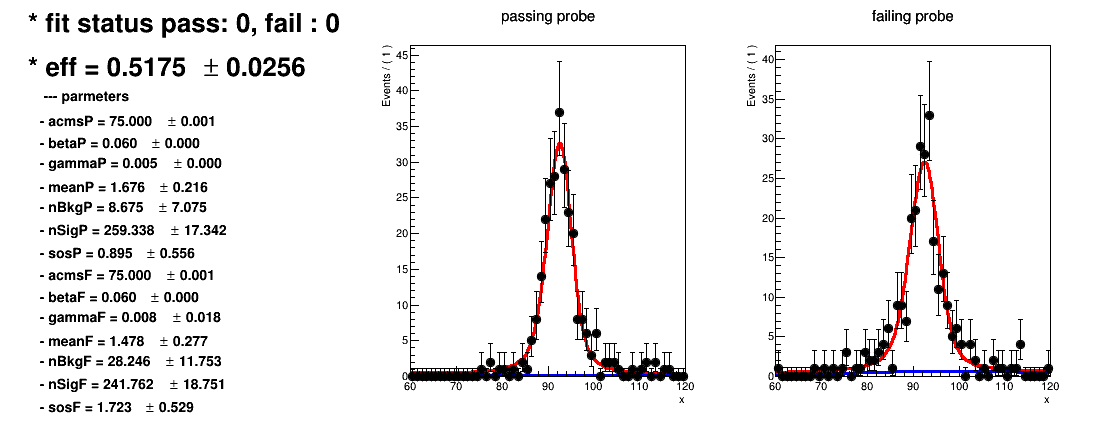 * fit status pass: 0, fail : 0
* eff = 0.5175 ± 0.0256
--- parmeters
- acmsP = 75.000 ± 0.001
- betaP = 0.060 ± 0.000
- gammaP = 0.005 ± 0.000
- meanP = 1.676 ± 0.216
- nBkgP = 8.675 ± 7.075
- nSigP = 259.338 ± 17.342
- sosP = 0.895 ± 0.556
- acmsF = 75.000 ± 0.001
- betaF = 0.060 ± 0.000
- gammaF = 0.008 ± 0.018
- meanF = 1.478 ± 0.277
- nBkgF = 28.246 ± 11.753
- nSigF = 241.762 ± 18.751
- sosF = 1.723 ± 0.529
passing probe
Events / ( 1 )
45
40
35
30
25
20
15
10
5
0
60 70 80 90 100 110 120
x
failing probe
Events / ( 1 )
40
35
30
25
20
15
10
5
0
60 70 80 90 100 110 120
x